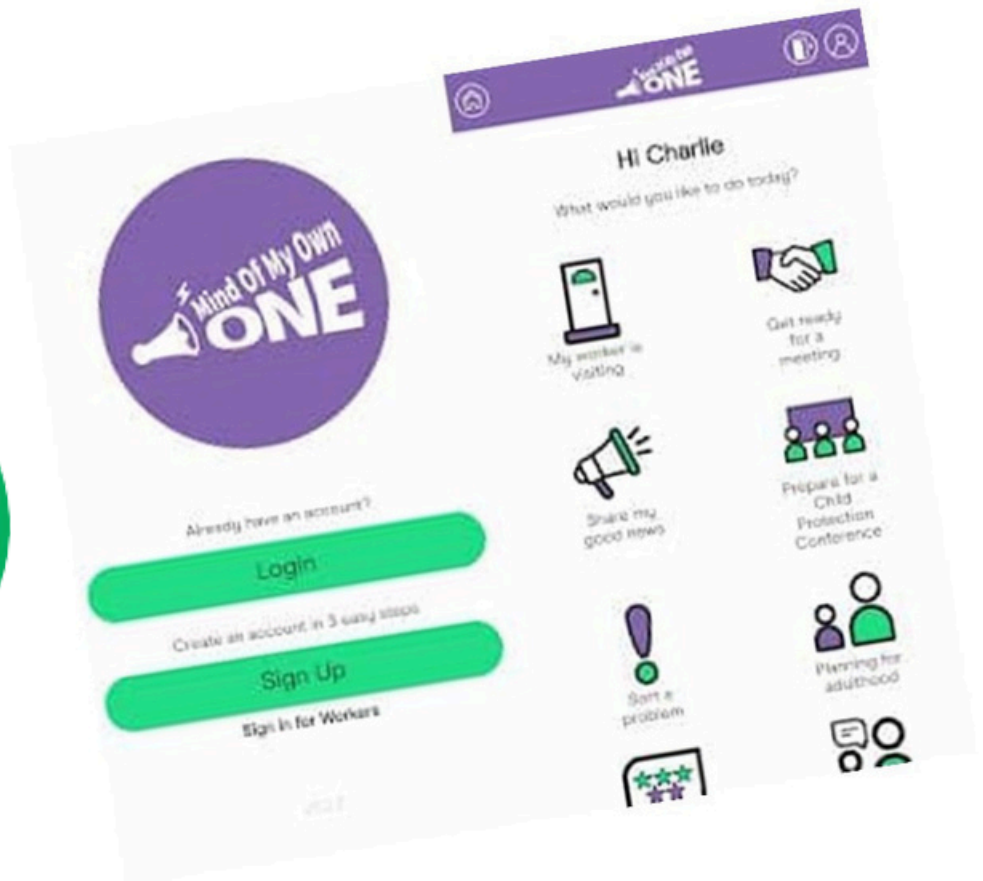 Mind Of My Own
ONE
Already have an account?
Login
Create an account in 3 easy steps
Sign Up
Sign in for Workers
ONE
Hi Charlie
What would you like to do today?
My worker is
visiting
Get ready
for a
meeting
Share my
good news
Prepare for a
Child
Protection
Conference
Sort a
problem
Planning for
adulthood